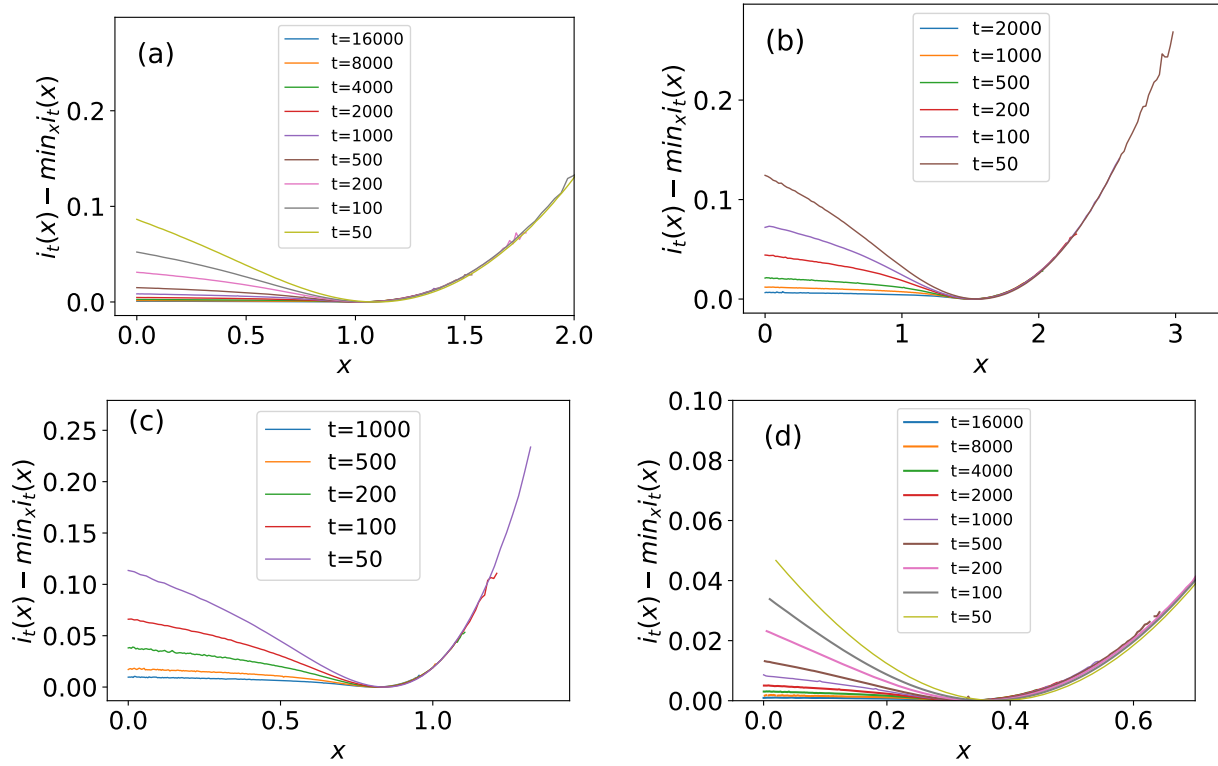 (a)
i_t(x) − min_x i_t(x)
0.2
0.1
0.0
t=16000
t=8000
t=4000
t=2000
t=1000
t=500
t=200
t=100
t=50
0.0 0.5 1.0 1.5 2.0
x
(b)
i_t(x) − min_x i_t(x)
0.2
0.1
0.0
t=2000
t=1000
t=500
t=200
t=100
t=50
0 1 2 3
x
(c)
i_t(x) − min_x i_t(x)
0.25
0.20
0.15
0.10
0.05
0.00
t=1000
t=500
t=200
t=100
t=50
0.0 0.5 1.0
x
(d)
i_t(x) − min_x i_t(x)
0.10
0.08
0.06
0.04
0.02
0.00
t=16000
t=8000
t=4000
t=2000
t=1000
t=500
t=200
t=100
t=50
0.0 0.2 0.4 0.6
x